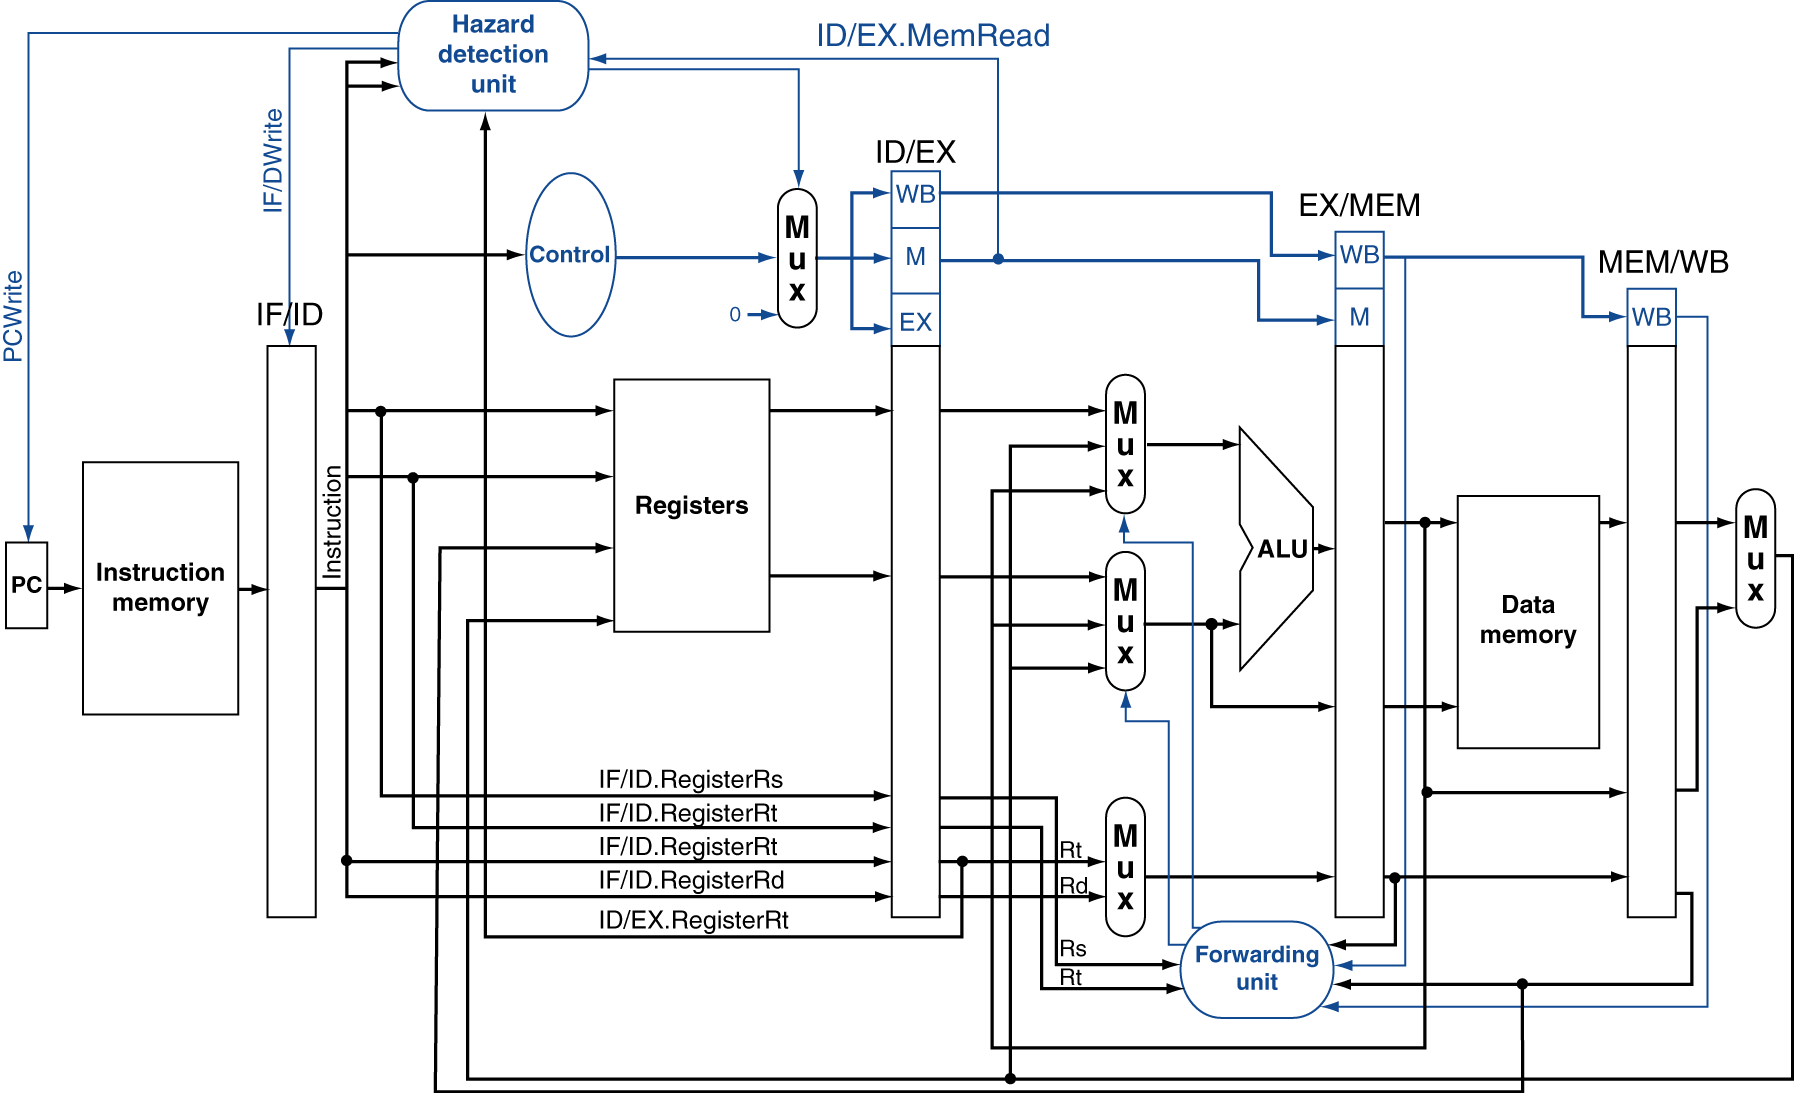 Hazard
detection
unit
ID/EX.MemRead
IF/DWrite
PCWrite
ID/EX
WB
M
EX
Control
M
u
x
0
EX/MEM
WB
M
MEM/WB
WB
IF/ID
Instruction
PC
Instruction
memory
Registers
M
u
x
M
u
x
ALU
Data
memory
M
u
x
IF/ID.RegisterRs
IF/ID.RegisterRt
IF/ID.RegisterRt
IF/ID.RegisterRd
ID/EX.RegisterRt
Rt
Rd
M
u
x
Rs
Rt
Forwarding
unit